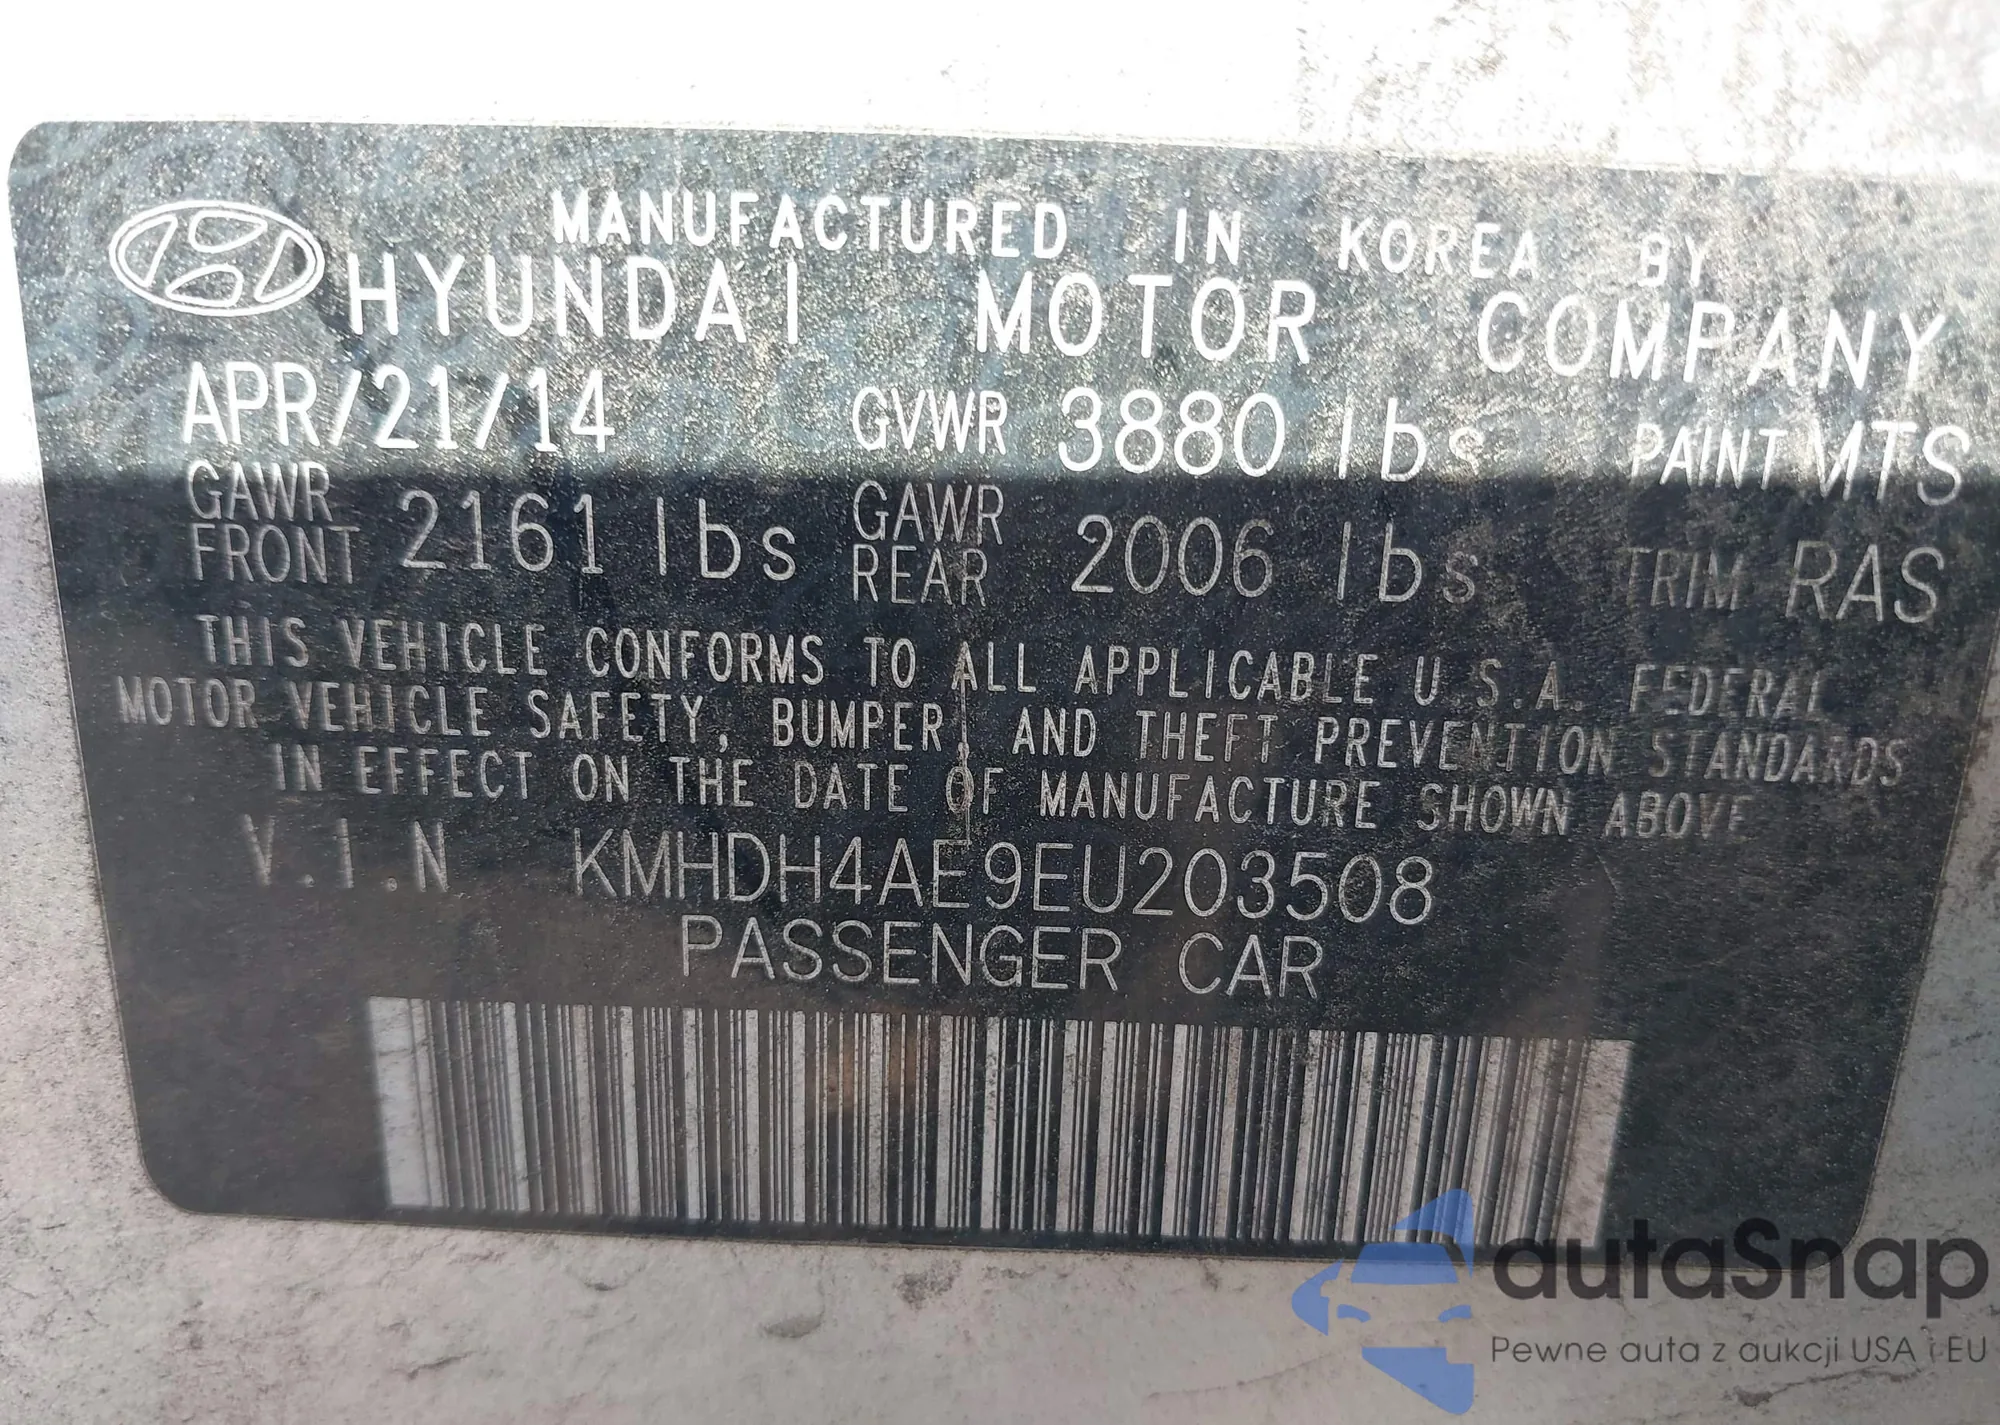 MANUFACTURED IN KOREA BY
HYUNDAI MOTOR COMPANY
APR/21/14 GVWR 3880 lbs PAINT MTS
GAWR FRONT 2161 lbs GAWR REAR 2006 lbs TRIM RAS
THIS VEHICLE CONFORMS TO ALL APPLICABLE U.S.A. FEDERAL
MOTOR VEHICLE SAFETY, BUMPER, AND THEFT PREVENTION STANDARDS
IN EFFECT ON THE DATE OF MANUFACTURE SHOWN ABOVE
V.I.N KMHDH4AE9EU203508
PASSENGER CAR
autaSnap
Pewne auta z aukcji USA i EU